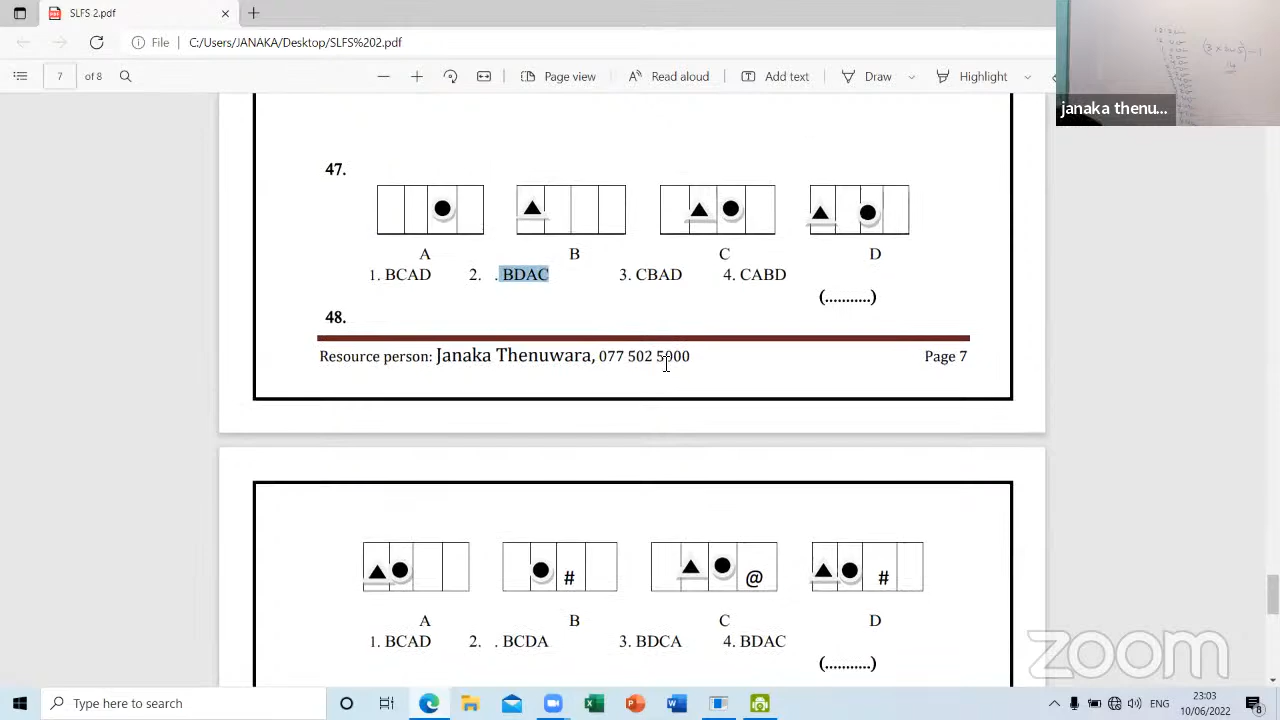 SLFS 2.pdf
File C:/Users/JANAKA/Desktop/SLFS%202.pdf
7 of 8 Page view Read aloud Add text Draw Highlight
janaka thenu...
47.
A B C D
1. BCAD 2. . BDAC 3. CBAD 4. CABD
(...........)
48.
Resource person: Janaka Thenuwara, 077 502 5000 Page 7
# @ #
A B C D
1. BCAD 2. . BCDA 3. BDCA 4. BDAC
(...........)
zoom
Type here to search ENG 23:03
10/06/2022 8